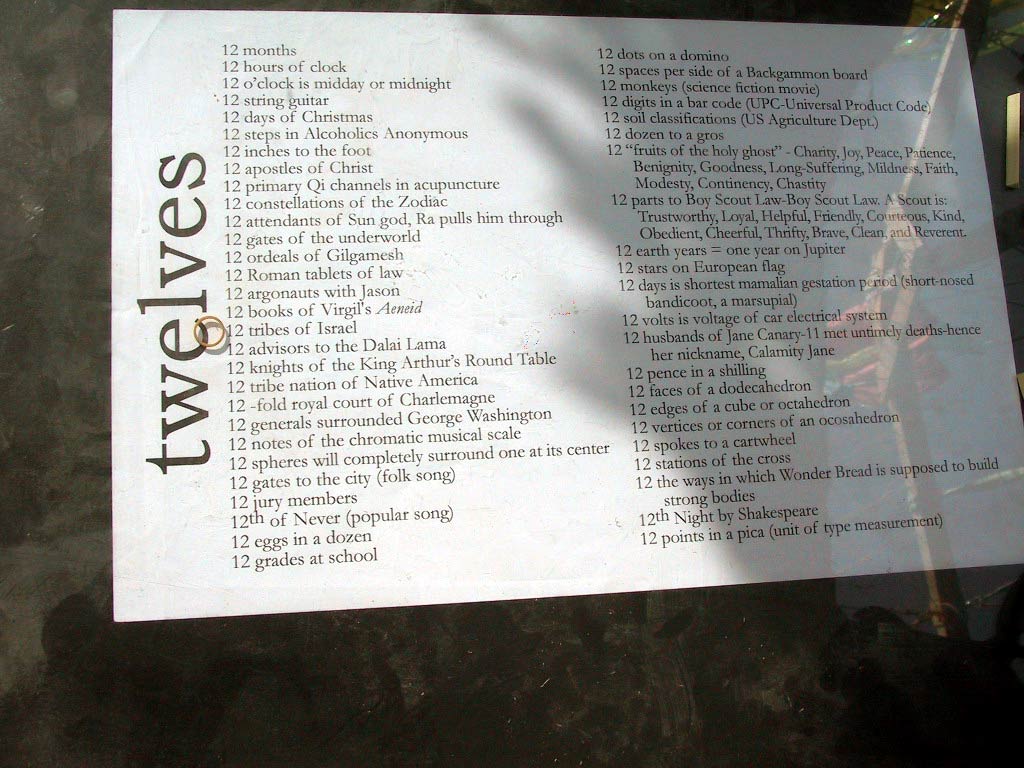 twelves
12 months
12 hours of clock
12 o'clock is midday or midnight
12 string guitar
12 days of Christmas
12 steps in Alcoholics Anonymous
12 inches to the foot
12 apostles of Christ
12 primary Qi channels in acupuncture
12 constellations of the Zodiac
12 attendants of Sun god, Ra pulls him through
12 gates of the underworld
12 ordeals of Gilgamesh
12 Roman tablets of law
12 argonauts with Jason
12 books of Virgil's Aeneid
12 tribes of Israel
12 advisors to the Dalai Lama
12 knights of the King Arthur's Round Table
12 tribe nation of Native America
12 -fold royal court of Charlemagne
12 generals surrounded George Washington
12 notes of the chromatic musical scale
12 spheres will completely surround one at its center
12 gates to the city (folk song)
12 jury members
12th of Never (popular song)
12 eggs in a dozen
12 grades at school
12 dots on a domino
12 spaces per side of a Backgammon board
12 monkeys (science fiction movie)
12 digits in a bar code (UPC-Universal Product Code)
12 soil classifications (US Agriculture Dept.)
12 dozen to a gros
12 "fruits of the holy ghost" - Charity, Joy, Peace, Patience,
Benignity, Goodness, Long-Suffering, Mildness, Faith,
Modesty, Continency, Chastity
12 parts to Boy Scout Law-Boy Scout Law. A Scout is:
Trustworthy, Loyal, Helpful, Friendly, Courteous, Kind,
Obedient, Cheerful, Thrifty, Brave, Clean, and Reverent.
12 earth years = one year on Jupiter
12 stars on European flag
12 days is shortest mamalian gestation period (short-nosed
bandicoot, a marsupial)
12 volts is voltage of car electrical system
12 husbands of Jane Canary-11 met untimely deaths-hence
her nickname, Calamity Jane
12 pence in a shilling
12 faces of a dodecahedron
12 edges of a cube or octahedron
12 vertices or corners of an ocosahedron
12 spokes to a cartwheel
12 stations of the cross
12 the ways in which Wonder Bread is supposed to build
strong bodies
12th Night by Shakespeare
12 points in a pica (unit of type measurement)